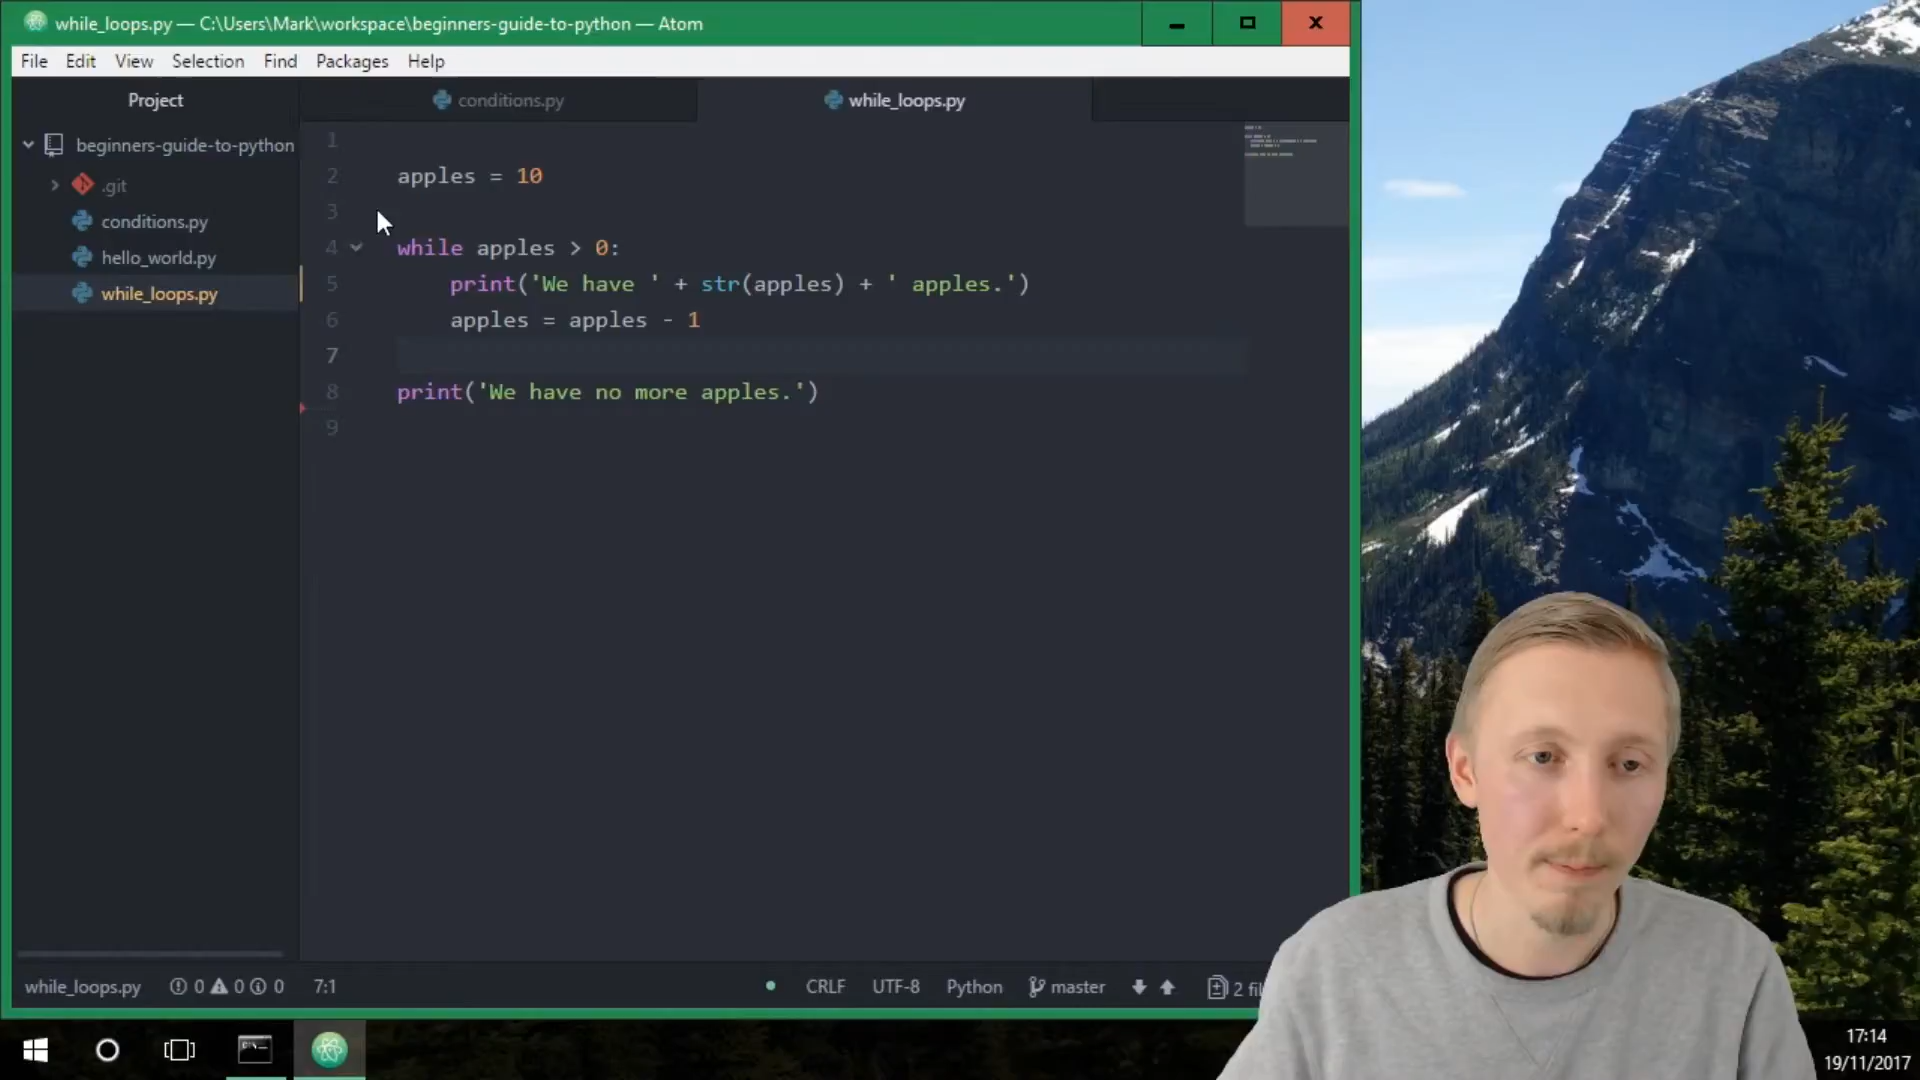 while_loops.py — C:\Users\Mark\workspace\beginners-guide-to-python — Atom
File Edit View Selection Find Packages Help
Project
conditions.py
while_loops.py
beginners-guide-to-python
.git
conditions.py
hello_world.py
while_loops.py
1
2 apples = 10
3
4 while apples > 0:
5 print('We have ' + str(apples) + ' apples.')
6 apples = apples - 1
7
8 print('We have no more apples.')
9
while_loops.py 0 0 0 7:1 CRLF UTF-8 Python master 2 fil
17:14
19/11/2017